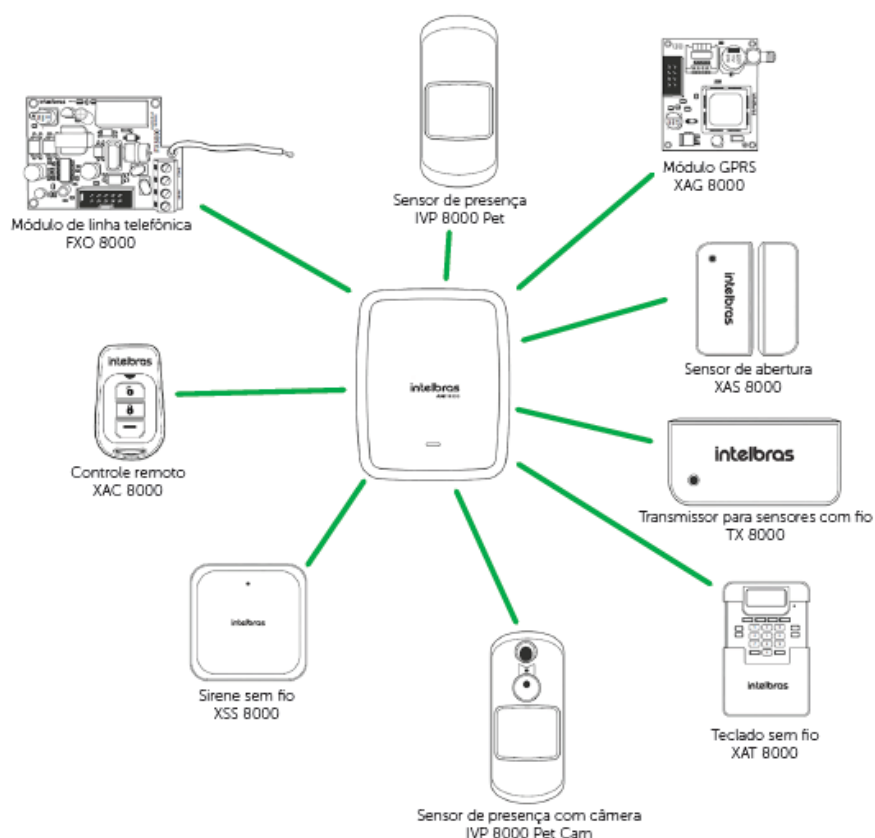 Sensor de presença
IVP 8000 Pet
Módulo GPRS
XAG 8000
intelbras
Módulo de linha telefônica
FXO 8000
intelbras
Sensor de abertura
XAS 8000
intelbras
intelbras
Controle remoto
XAC 8000
intelbras
Transmissor para sensores com fio
TX 8000
intelbras
Sirene sem fio
XSS 8000
intelbras
Teclado sem fio
XAT 8000
Sensor de presença com câmera
IVP 8000 Pet Cam